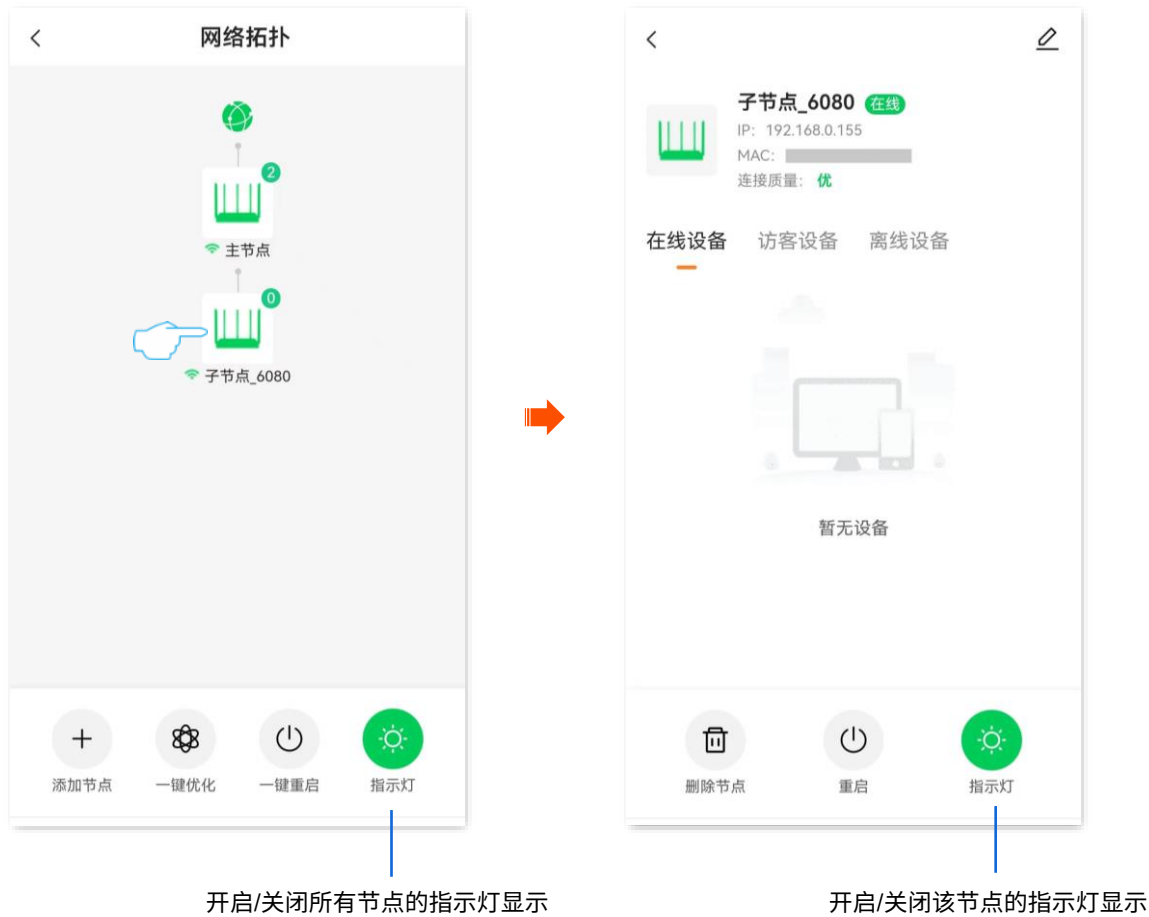 网络拓扑
2
主节点
0
子节点_6080
添加节点
一键优化
一键重启
指示灯
开启/关闭所有节点的指示灯显示
子节点_6080 在线
IP: 192.168.0.155
MAC:
连接质量: 优
在线设备 访客设备 离线设备
暂无设备
删除节点
重启
指示灯
开启/关闭该节点的指示灯显示